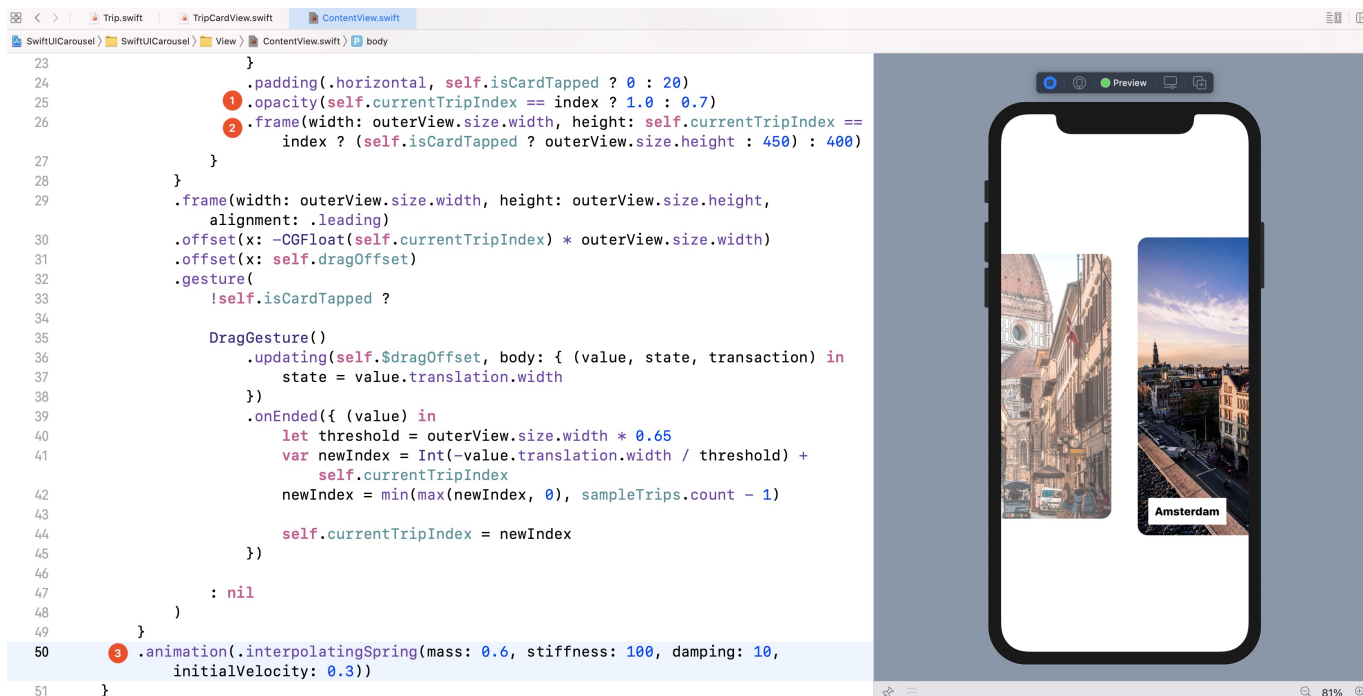 Trip.swift TripCardView.swift ContentView.swift
SwiftUICarousel 〉 SwiftUICarousel 〉 View 〉 ContentView.swift 〉 P body
23 }
24 .padding(.horizontal, self.isCardTapped ? 0 : 20)
25 1 .opacity(self.currentTripIndex == index ? 1.0 : 0.7)
26 2 .frame(width: outerView.size.width, height: self.currentTripIndex ==
index ? (self.isCardTapped ? outerView.size.height : 450) : 400)
27 }
28 }
29 .frame(width: outerView.size.width, height: outerView.size.height,
alignment: .leading)
30 .offset(x: -CGFloat(self.currentTripIndex) * outerView.size.width)
31 .offset(x: self.dragOffset)
32 .gesture(
33 !self.isCardTapped ?
34
35 DragGesture()
36 .updating(self.$dragOffset, body: { (value, state, transaction) in
37 state = value.translation.width
38 })
39 .onEnded({ (value) in
40 let threshold = outerView.size.width * 0.65
41 var newIndex = Int(-value.translation.width / threshold) +
self.currentTripIndex
42 newIndex = min(max(newIndex, 0), sampleTrips.count - 1)
43
44 self.currentTripIndex = newIndex
45 })
46
47 : nil
48 )
49 }
50 3 .animation(.interpolatingSpring(mass: 0.6, stiffness: 100, damping: 10,
initialVelocity: 0.3))
51 }
Preview
Amsterdam
81%